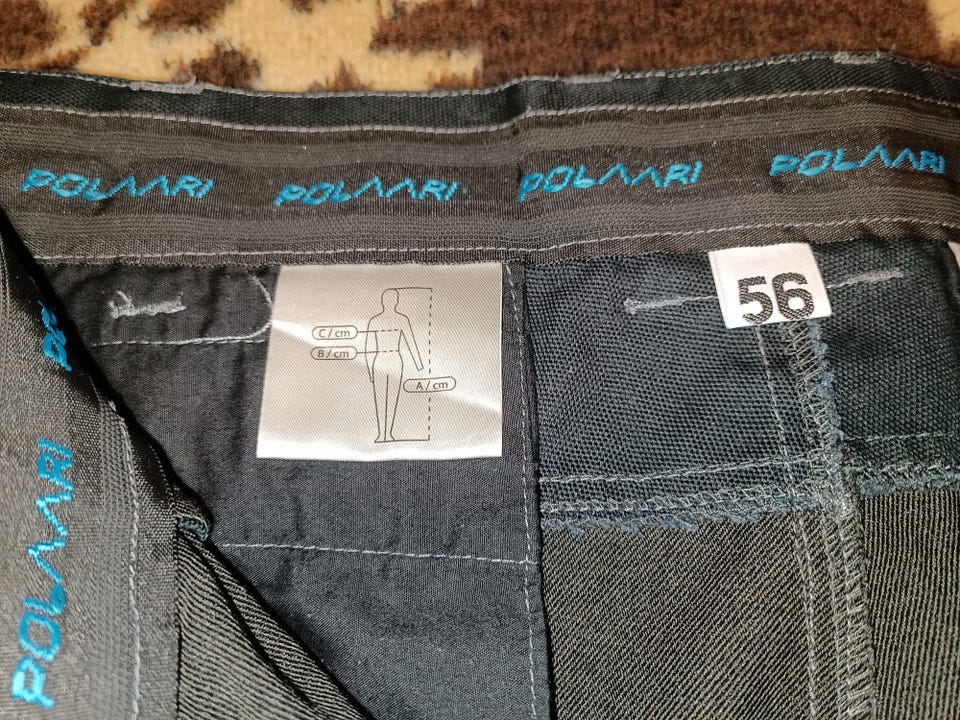 POLAARI POLAARI POLAARI POLAARI
56
C / cm
B / cm
A / cm
POLAARI